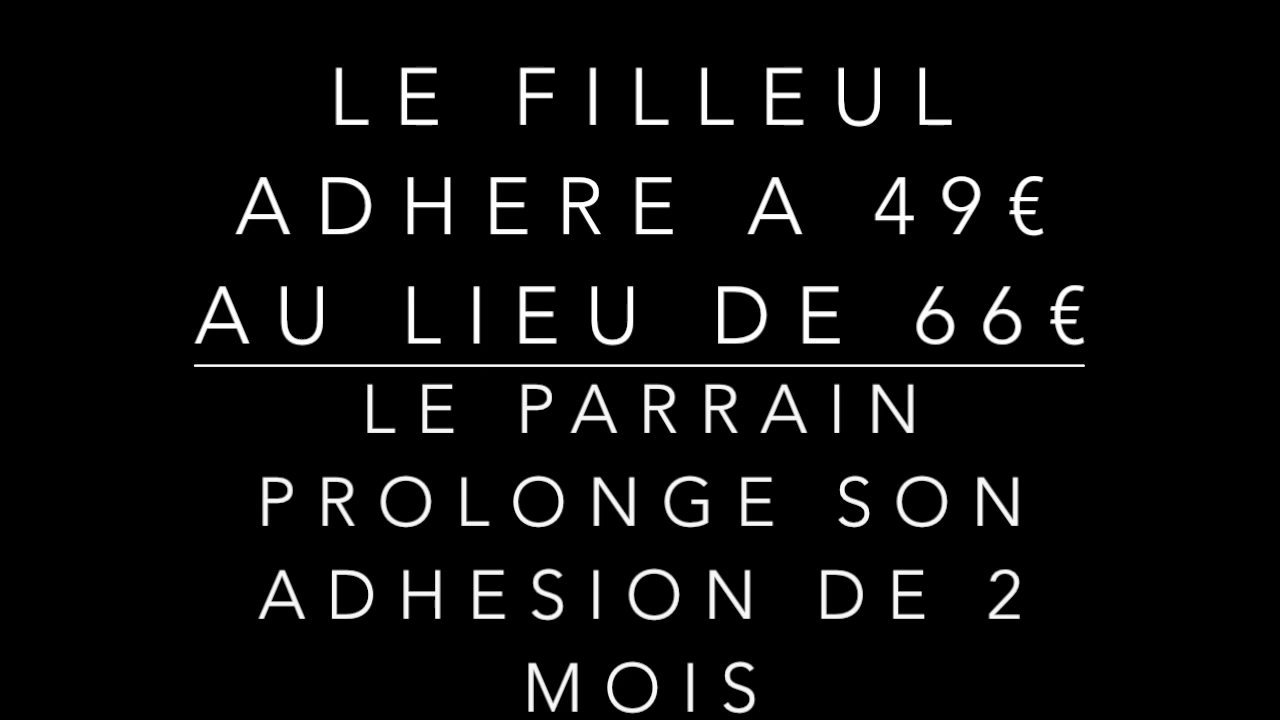 LE FILLEUL
ADHERE A 49€
AU LIEU DE 66€
LE PARRAIN
PROLONGE SON
ADHESION DE 2
MOIS